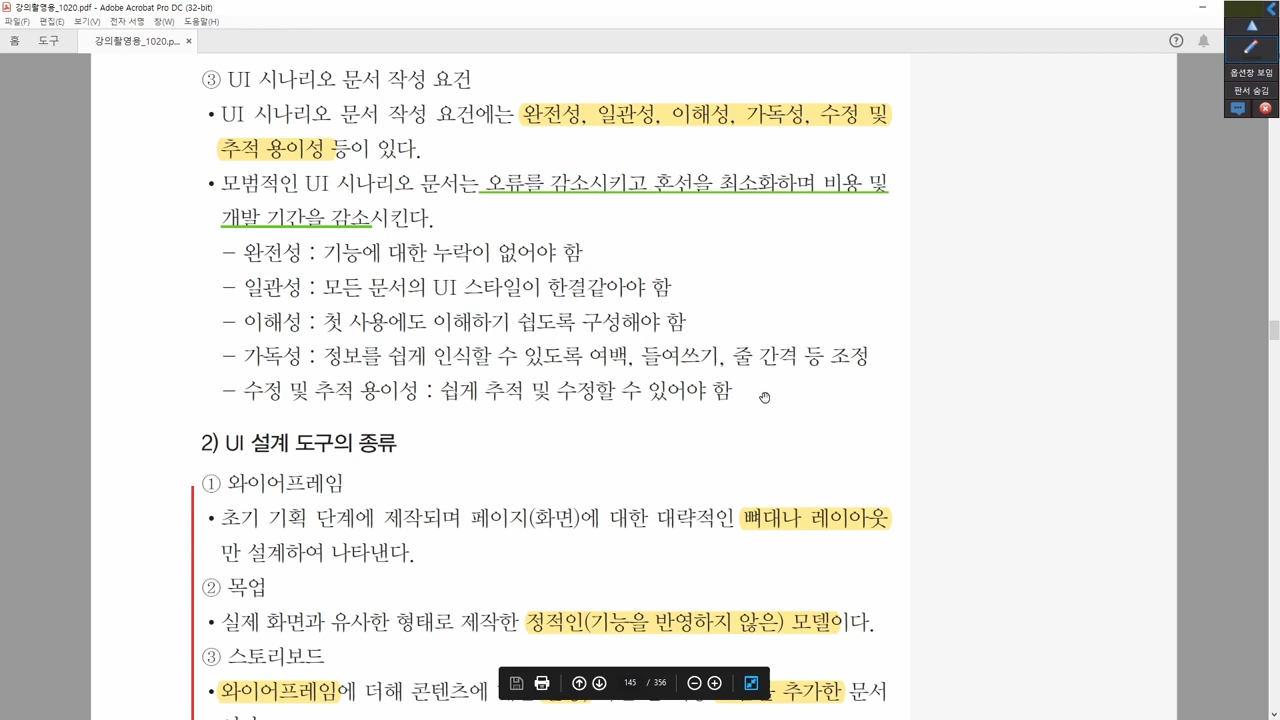 강의촬영용_1020.pdf - Adobe Acrobat Pro DC (32-bit)
파일(F) 편집(E) 보기(V) 전자 서명 창(W) 도움말(H)
홈 도구 강의촬영용_1020.p... ×
옵션창 보임
판서 숨김
③ UI 시나리오 문서 작성 요건
• UI 시나리오 문서 작성 요건에는 완전성, 일관성, 이해성, 가독성, 수정 및
추적 용이성 등이 있다.
• 모범적인 UI 시나리오 문서는 오류를 감소시키고 혼선을 최소화하며 비용 및
개발 기간을 감소시킨다.
– 완전성 : 기능에 대한 누락이 없어야 함
– 일관성 : 모든 문서의 UI 스타일이 한결같아야 함
– 이해성 : 첫 사용에도 이해하기 쉽도록 구성해야 함
– 가독성 : 정보를 쉽게 인식할 수 있도록 여백, 들여쓰기, 줄 간격 등 조정
– 수정 및 추적 용이성 : 쉽게 추적 및 수정할 수 있어야 함
2) UI 설계 도구의 종류
① 와이어프레임
• 초기 기획 단계에 제작되며 페이지(화면)에 대한 대략적인 뼈대나 레이아웃
만 설계하여 나타낸다.
② 목업
• 실제 화면과 유사한 형태로 제작한 정적인(기능을 반영하지 않은) 모델이다.
③ 스토리보드
• 와이어프레임에 더해 콘텐츠에 추가한 문서
145 / 356